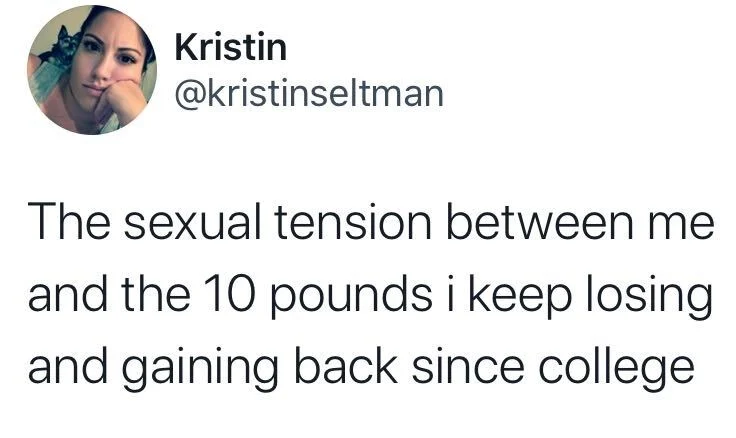 Kristin
@kristinseltman
The sexual tension between me
and the 10 pounds i keep losing
and gaining back since college